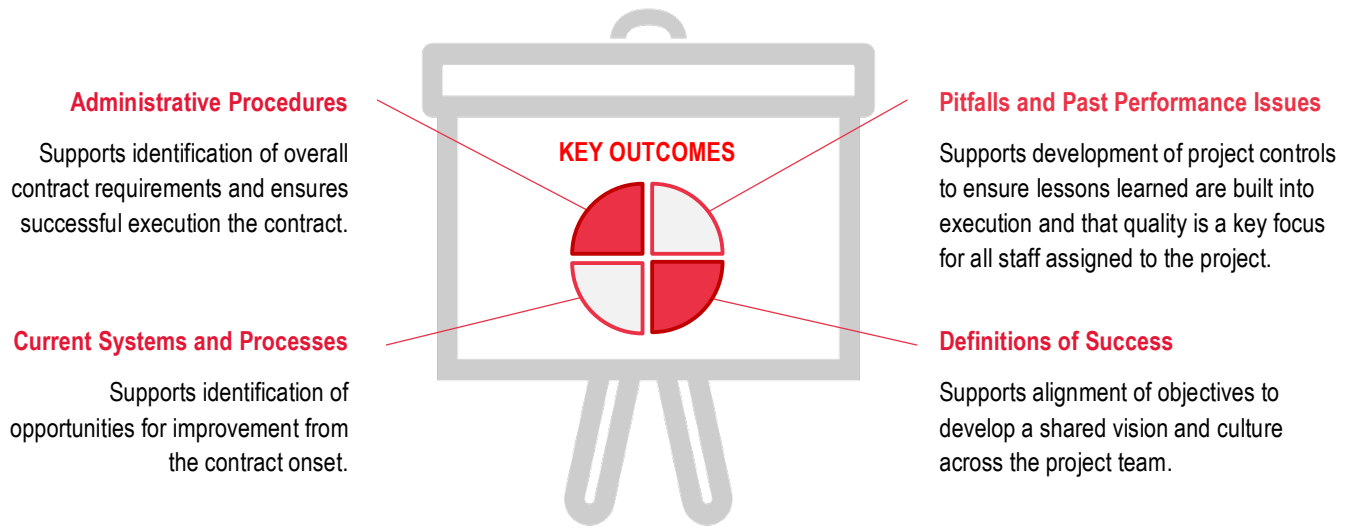 KEY OUTCOMES
Administrative Procedures
Supports identification of overall
contract requirements and ensures
successful execution the contract.
Current Systems and Processes
Supports identification of
opportunities for improvement from
the contract onset.
Pitfalls and Past Performance Issues
Supports development of project controls
to ensure lessons learned are built into
execution and that quality is a key focus
for all staff assigned to the project.
Definitions of Success
Supports alignment of objectives to
develop a shared vision and culture
across the project team.